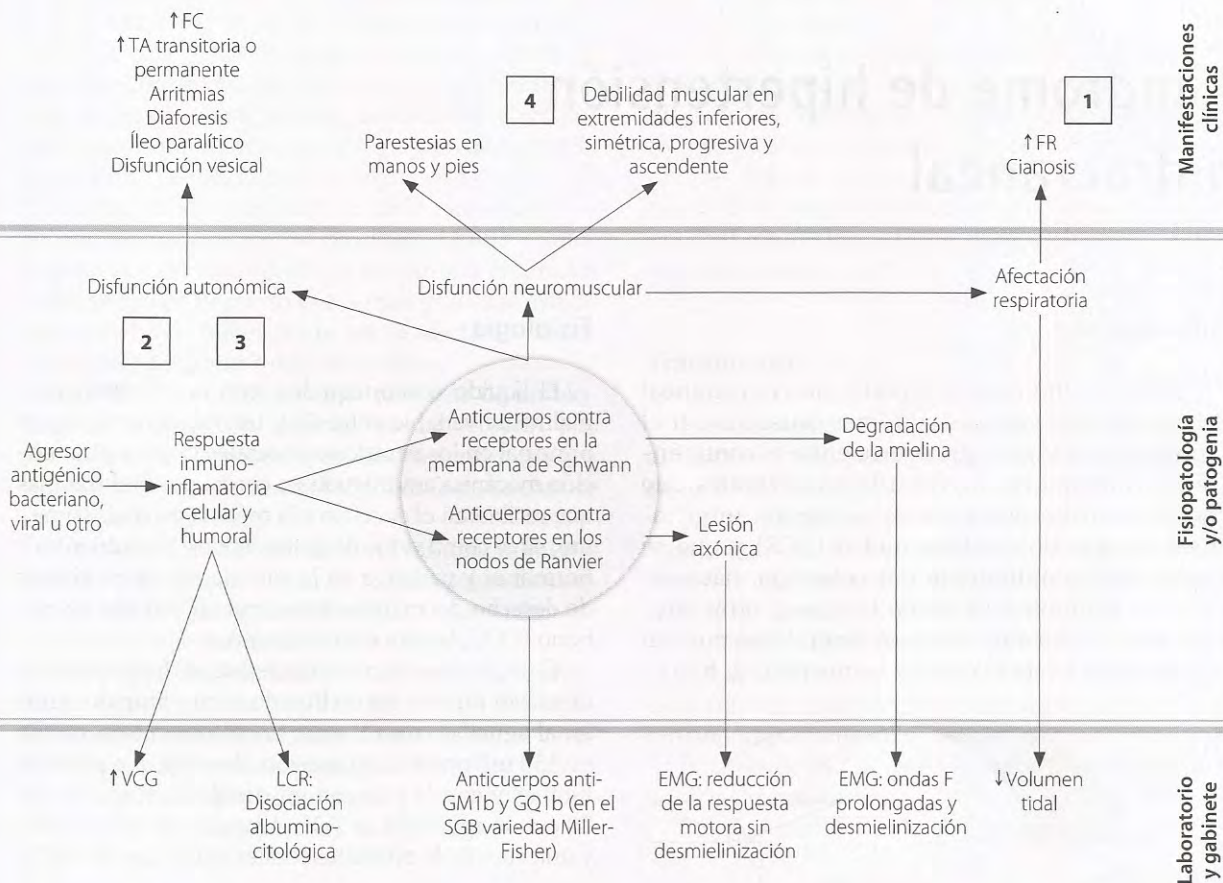 ↑FC
↑TA transitoria o
permanente
Arritmias
Diaforesis
Íleo paralítico
Disfunción vesical
Parestesias en
manos y pies
4
Debilidad muscular en
extremidades inferiores,
simétrica, progresiva y
ascendente
1
↑FR
Cianosis
Manifestaciones
clínicas
Disfunción autonómica
Disfunción neuromuscular
Afectación
respiratoria
2
3
Agresor
antigénico
bacteriano,
viral u otro
Respuesta
inmuno-
inflamatoria
celular y
humoral
Anticuerpos contra
receptores en la
membrana de Schwann
Anticuerpos contra
receptores en los
nodos de Ranvier
Degradación
de la mielina
Lesión
axónica
Fisiopatología
y/o patogenia
↑VCG
LCR:
Disociación
albumino-
citológica
Anticuerpos anti-
GM1b y GQ1b (en el
SGB variedad Miller-
Fisher)
EMG: reducción
de la respuesta
motora sin
desmielinización
EMG: ondas F
prolongadas y
desmielinización
↓Volumen
tidal
Laboratorio
y gabinete